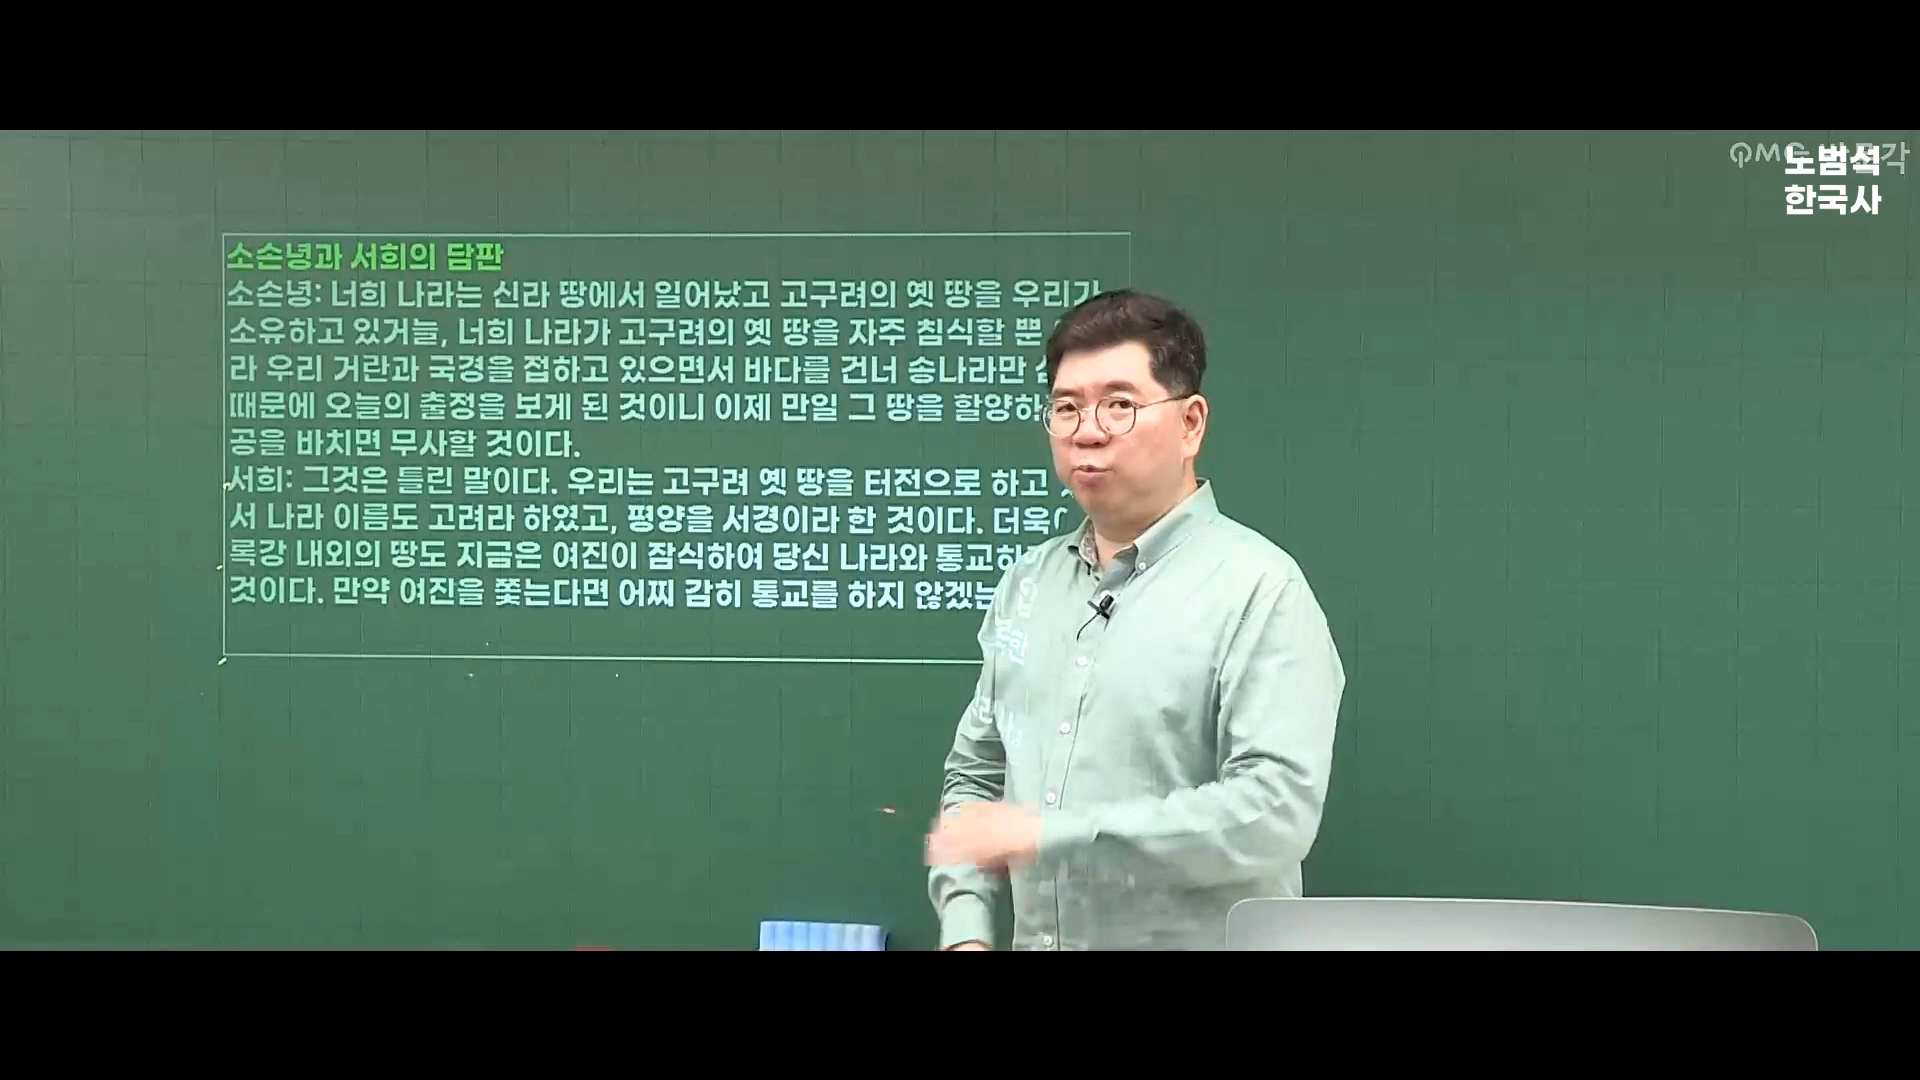 노범석
한국사
소손녕과 서희의 담판
소손녕: 너희 나라는 신라 땅에서 일어났고 고구려의 옛 땅을 우리가
소유하고 있거늘, 너희 나라가 고구려의 옛 땅을 자주 침식할 뿐
라 우리 거란과 국경을 접하고 있으면서 바다를 건너 송나라만
때문에 오늘의 출정을 보게 된 것이니 이제 만일 그 땅을
공을 바치면 무사할 것이다.
서희: 그것은 틀린 말이다. 우리는 고구려 옛 땅을 터전으로 하고
서 나라 이름도 고려라 하였고, 평양을 서경이라 한 것이다.
록강 내외의 땅도 지금은 여진이 잠식하여 당신 나라와
것이다. 만약 여진을 쫓는다면 어찌 감히 통교를 하지